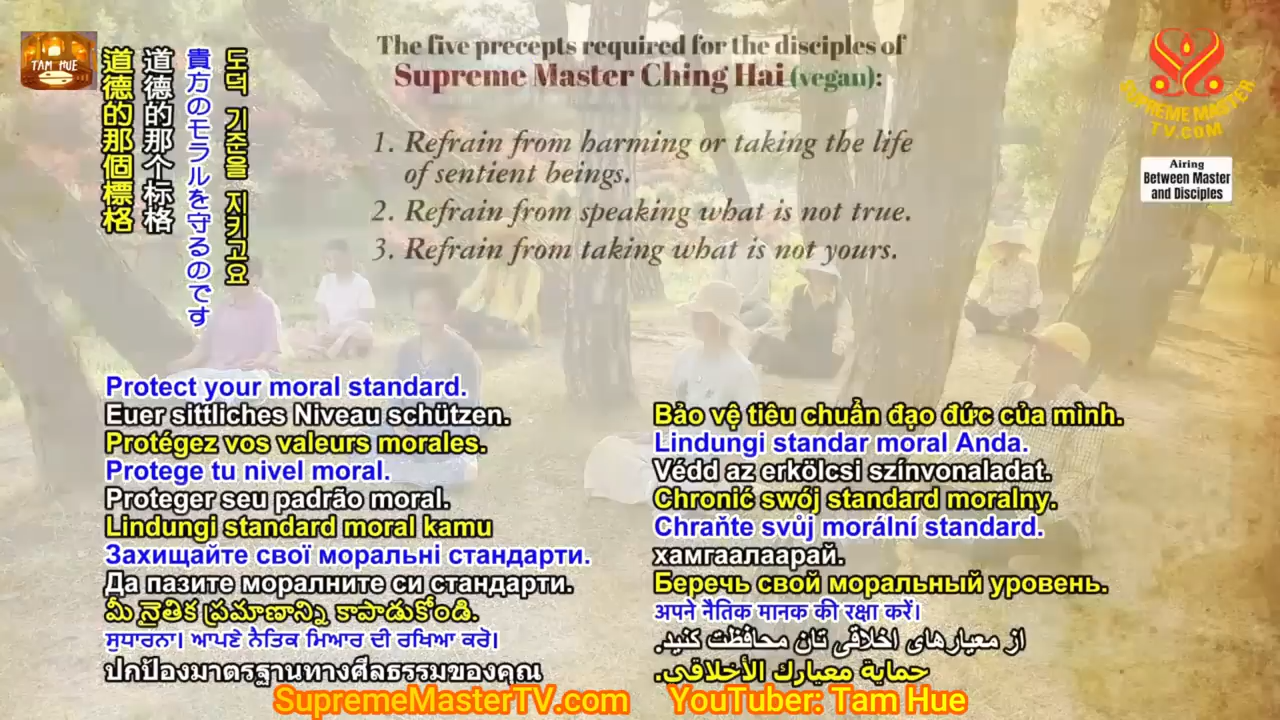 TAM HUE
道德的那個標格
道德的那个标格
貴方のモラルを守るのです
도덕 기준을 지키고요
The five precepts required for the disciples of
Supreme Master Ching Hai (vegan):
1. Refrain from harming or taking the life
of sentient beings.
2. Refrain from speaking what is not true.
3. Refrain from taking what is not yours.
SUPREME MASTER
TV.COM
Airing
Between Master
and Disciples
Protect your moral standard.
Euer sittliches Niveau schützen.
Protégez vos valeurs morales.
Protege tu nivel moral.
Proteger seu padrão moral.
Lindungi standard moral kamu
Захищайте свої моральні стандарти.
Да пазите моралните си стандарти.
మీ నైతిక ప్రమాణాన్ని కాపాడుకోండి.
ਸੁਧਾਰਨਾ। ਆਪਣੇ ਨੈਤਿਕ ਮਿਆਰ ਦੀ ਰਖਿਆ ਕਰੋ।
ปกป้องมาตรฐานทางศีลธรรมของคุณ
Bảo vệ tiêu chuẩn đạo đức của mình.
Lindungi standar moral Anda.
Védd az erkölcsi színvonaladat.
Chronić swój standard moralny.
Chraňte svůj morální standard.
хамгаалаарай.
Беречь свой моральный уровень.
अपने नैतिक मानक की रक्षा करें।
از معیارهای اخلاقی تان محافظت کنید.
حماية معيارك الأخلاقي.
SupremeMasterTV.com YouTuber: Tam Hue